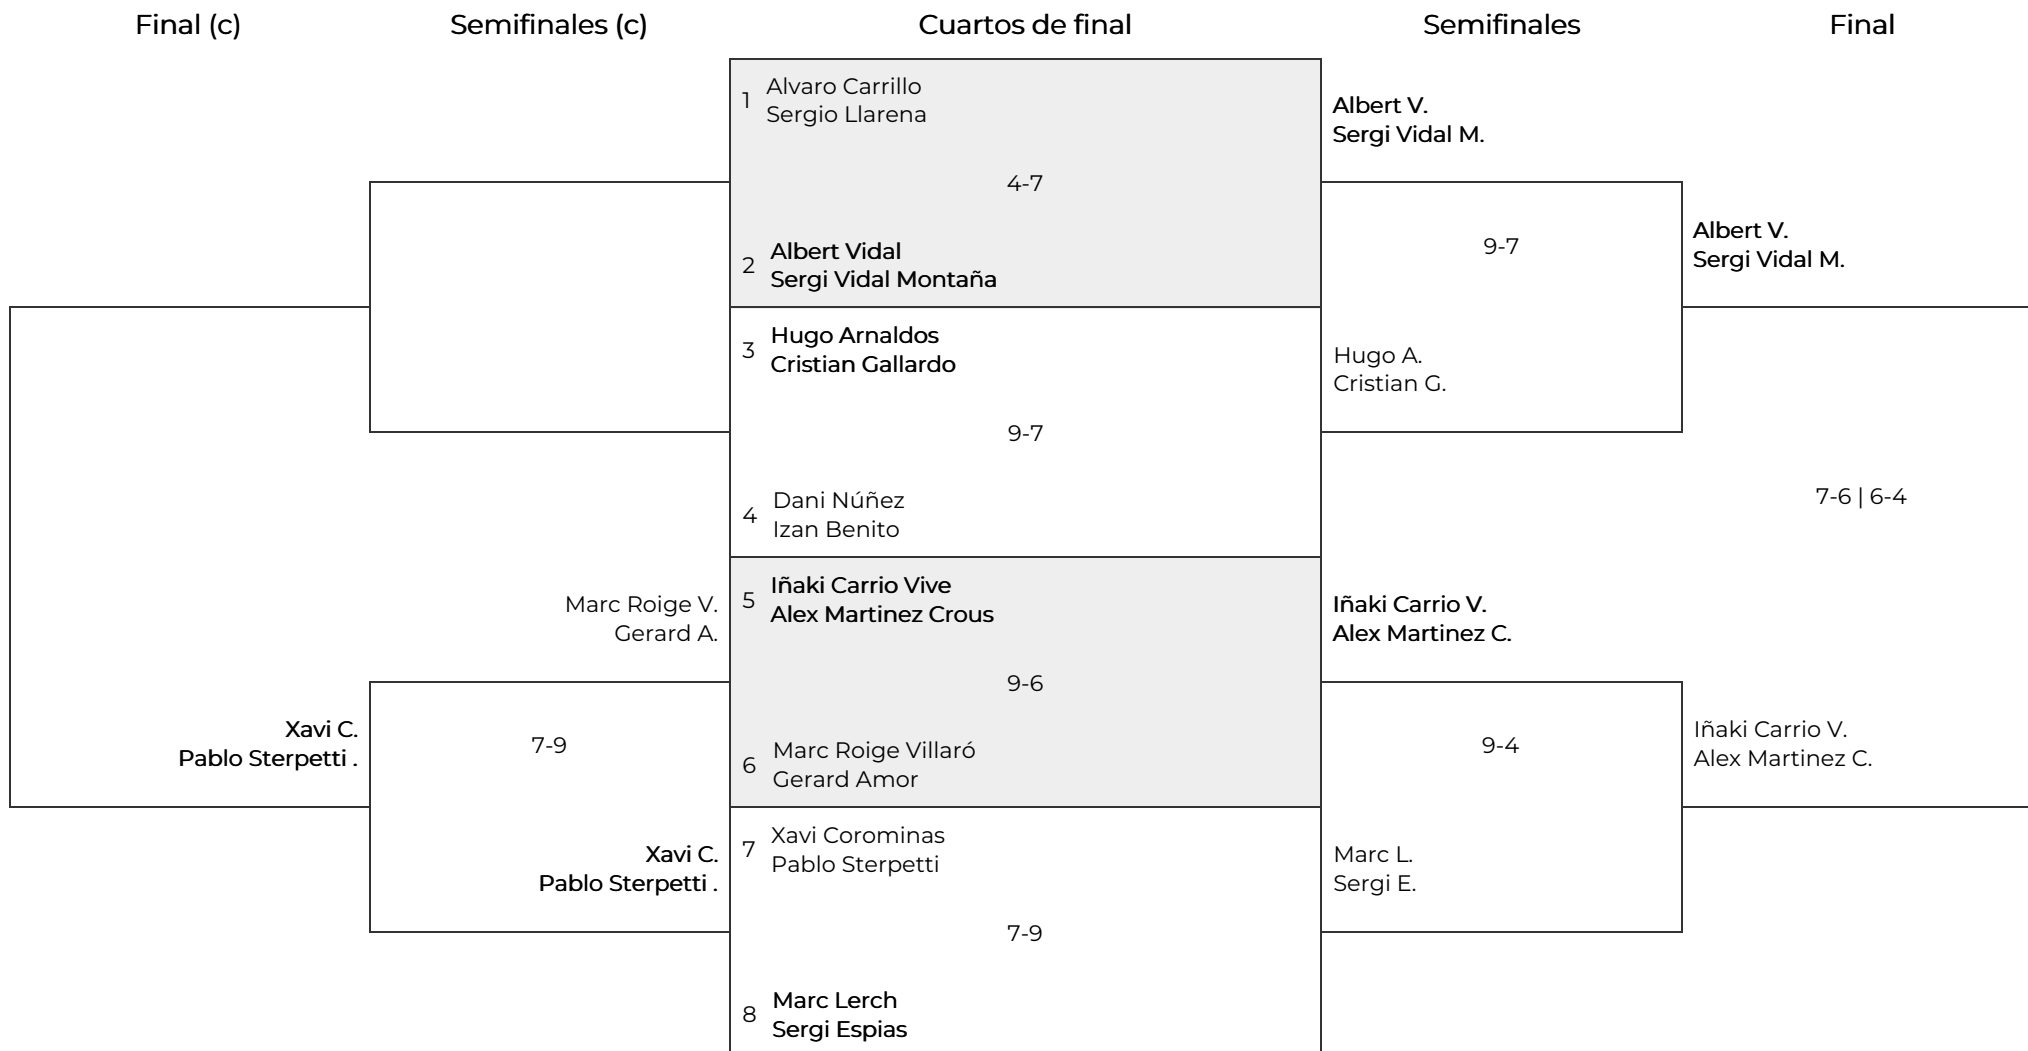 Final (c)
Semifinales (c)
Cuartos de final
Semifinales
Final
1
Alvaro Carrillo
Sergio Llarena
4-7
2
Albert Vidal
Sergi Vidal Montaña
3
Hugo Arnaldos
Cristian Gallardo
9-7
4
Dani Núñez
Izan Benito
5
Iñaki Carrio Vive
Alex Martinez Crous
9-6
6
Marc Roige Villaró
Gerard Amor
7
Xavi Corominas
Pablo Sterpetti
7-9
8
Marc Lerch
Sergi Espias
Albert V.
Sergi Vidal M.
9-7
Hugo A.
Cristian G.
Iñaki Carrio V.
Alex Martinez C.
9-4
Marc L.
Sergi E.
Albert V.
Sergi Vidal M.
7-6 | 6-4
Iñaki Carrio V.
Alex Martinez C.
Marc Roige V.
Gerard A.
7-9
Xavi C.
Pablo Sterpetti .
Xavi C.
Pablo Sterpetti .